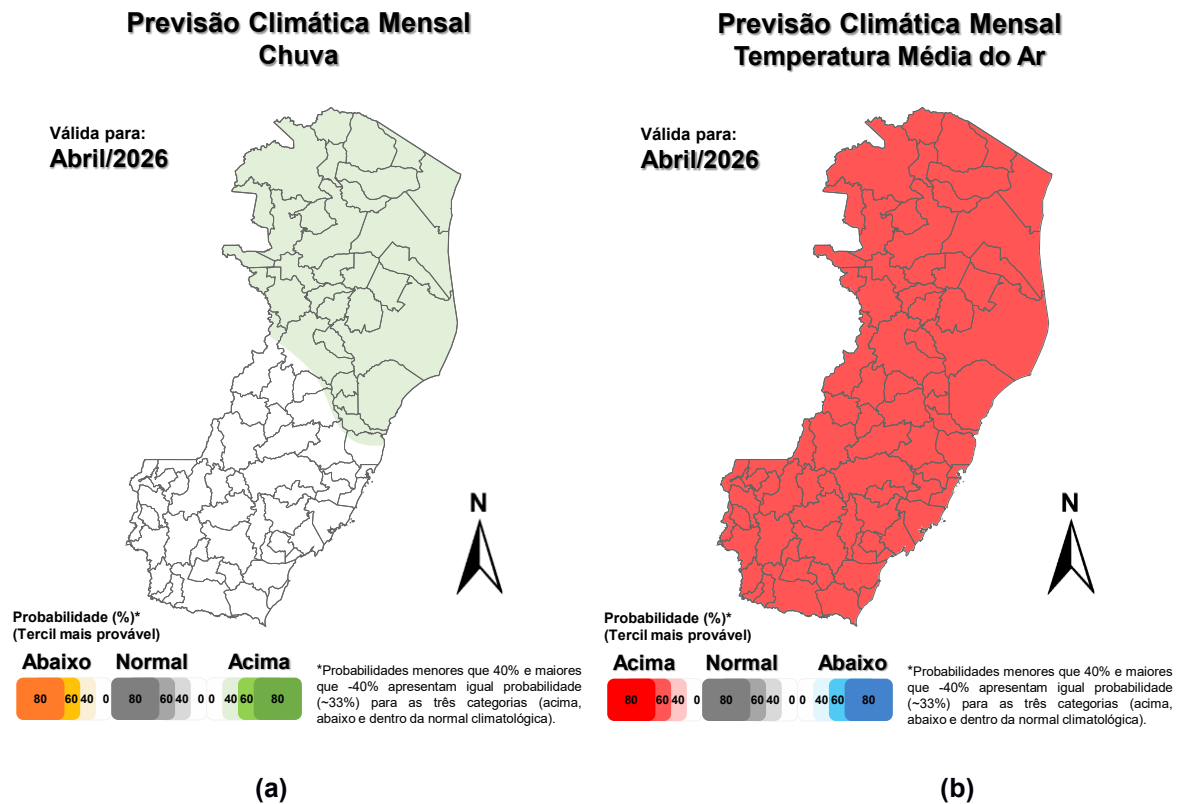 Previsão Climática Mensal
Chuva
Válida para:
Abril/2026
N
Probabilidade (%)*
(Tercil mais provável)
Abaixo Normal Acima
80 60 40 0 80 60 40 0 0 40 60 80
*Probabilidades menores que 40% e maiores
que -40% apresentam igual probabilidade
(~33%) para as três categorias (acima,
abaixo e dentro da normal climatológica).
(a)
Previsão Climática Mensal
Temperatura Média do Ar
Válida para:
Abril/2026
N
Probabilidade (%)*
(Tercil mais provável)
Acima Normal Abaixo
80 60 40 0 80 60 40 0 0 40 60 80
*Probabilidades menores que 40% e maiores
que -40% apresentam igual probabilidade
(~33%) para as três categorias (acima,
abaixo e dentro da normal climatológica).
(b)